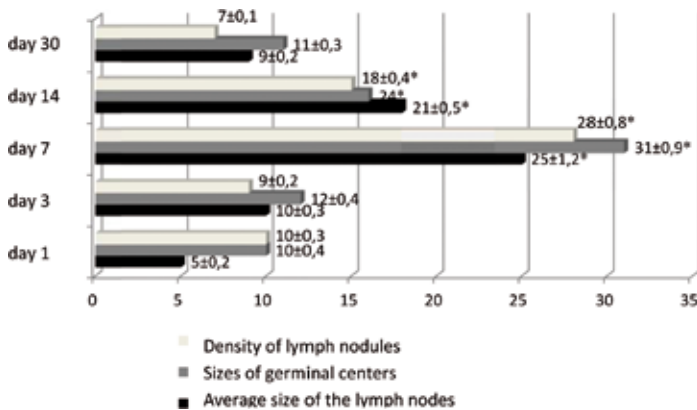 7±0,1
day 30
11±0,3
9±0,2
18±0,4*
day 14
24*
21±0,5*
28±0,8*
day 7
31±0,9*
25±1,2*
9±0,2
day 3
12±0,4
10±0,3
10±0,3
day 1
10±0,4
5±0,2
0 5 10 15 20 25 30 35
Density of lymph nodules
Sizes of germinal centers
Average size of the lymph nodes